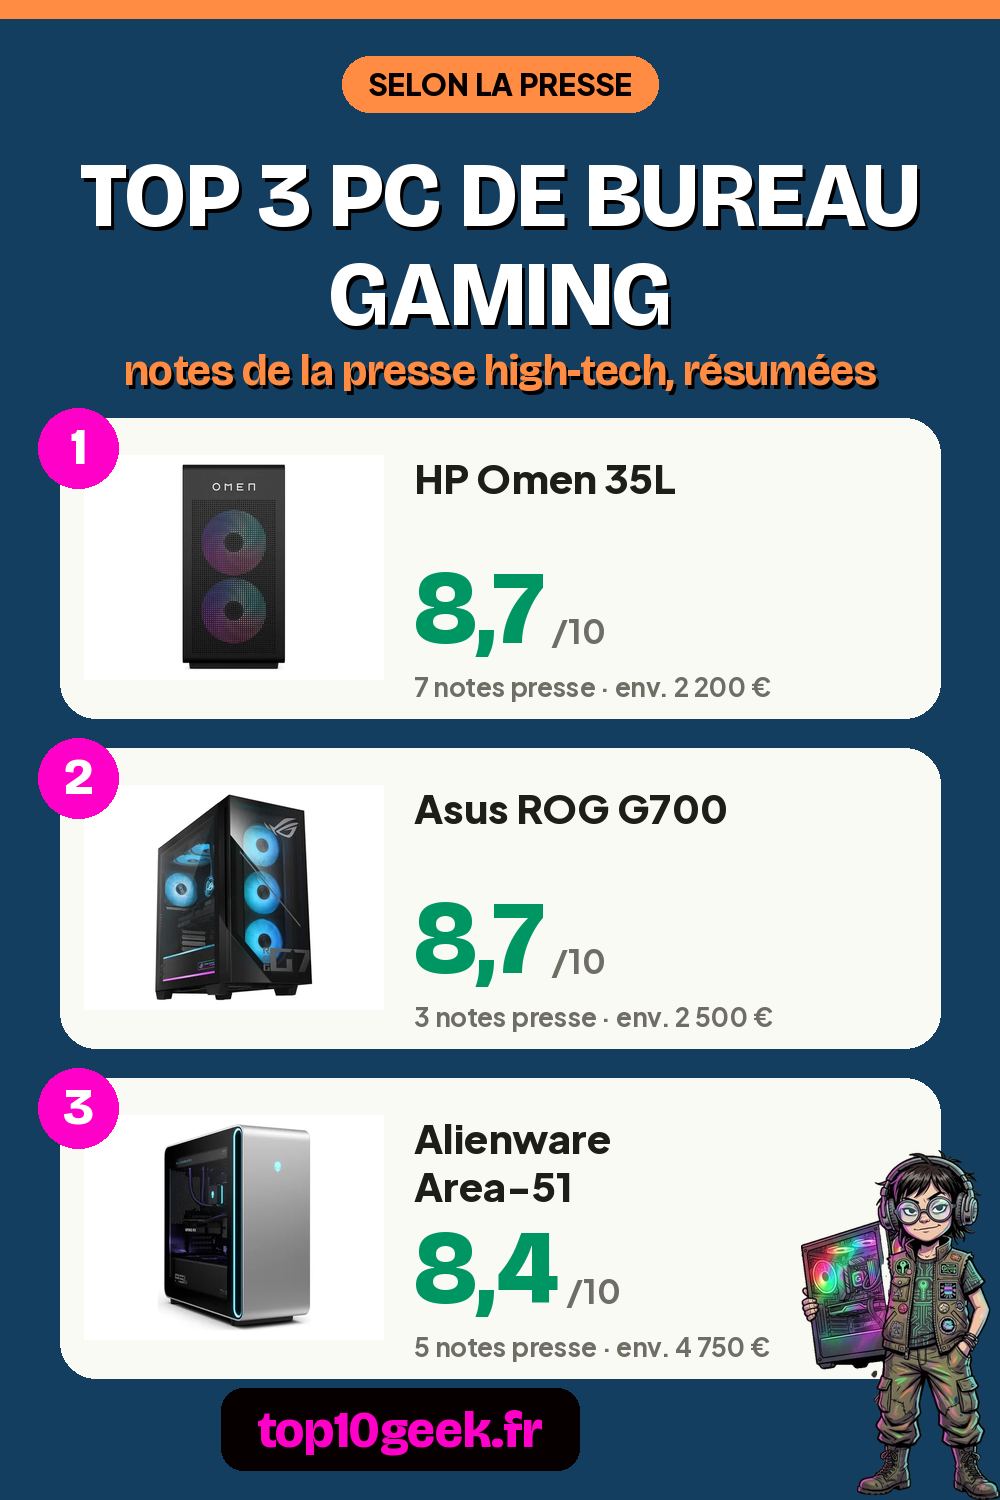 SELON LA PRESSE
TOP 3 PC DE BUREAU
GAMING
notes de la presse high-tech, résumées
1
OMEN
HP Omen 35L
8,7 /10
7 notes presse · env. 2 200 €
2
G7
Asus ROG G700
8,7 /10
3 notes presse · env. 2 500 €
3
Alienware
Area-51
8,4 /10
5 notes presse · env. 4 750 €
top10geek.fr